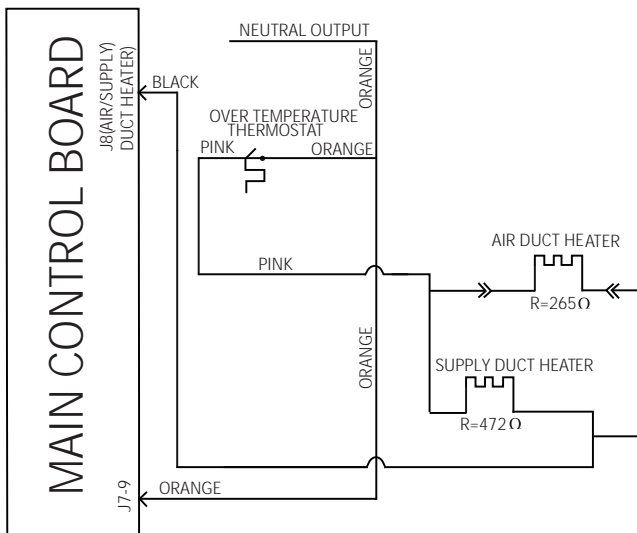 MAIN CONTROL BOARD
J8(AIR/SUPPLY)
DUCT HEATER)
BLACK
NEUTRAL OUTPUT
ORANGE
OVER TEMPERATURE
THERMOSTAT
PINK
ORANGE
PINK
AIR DUCT HEATER
R=265Ω
ORANGE
SUPPLY DUCT HEATER
R=472Ω
J7-9
ORANGE